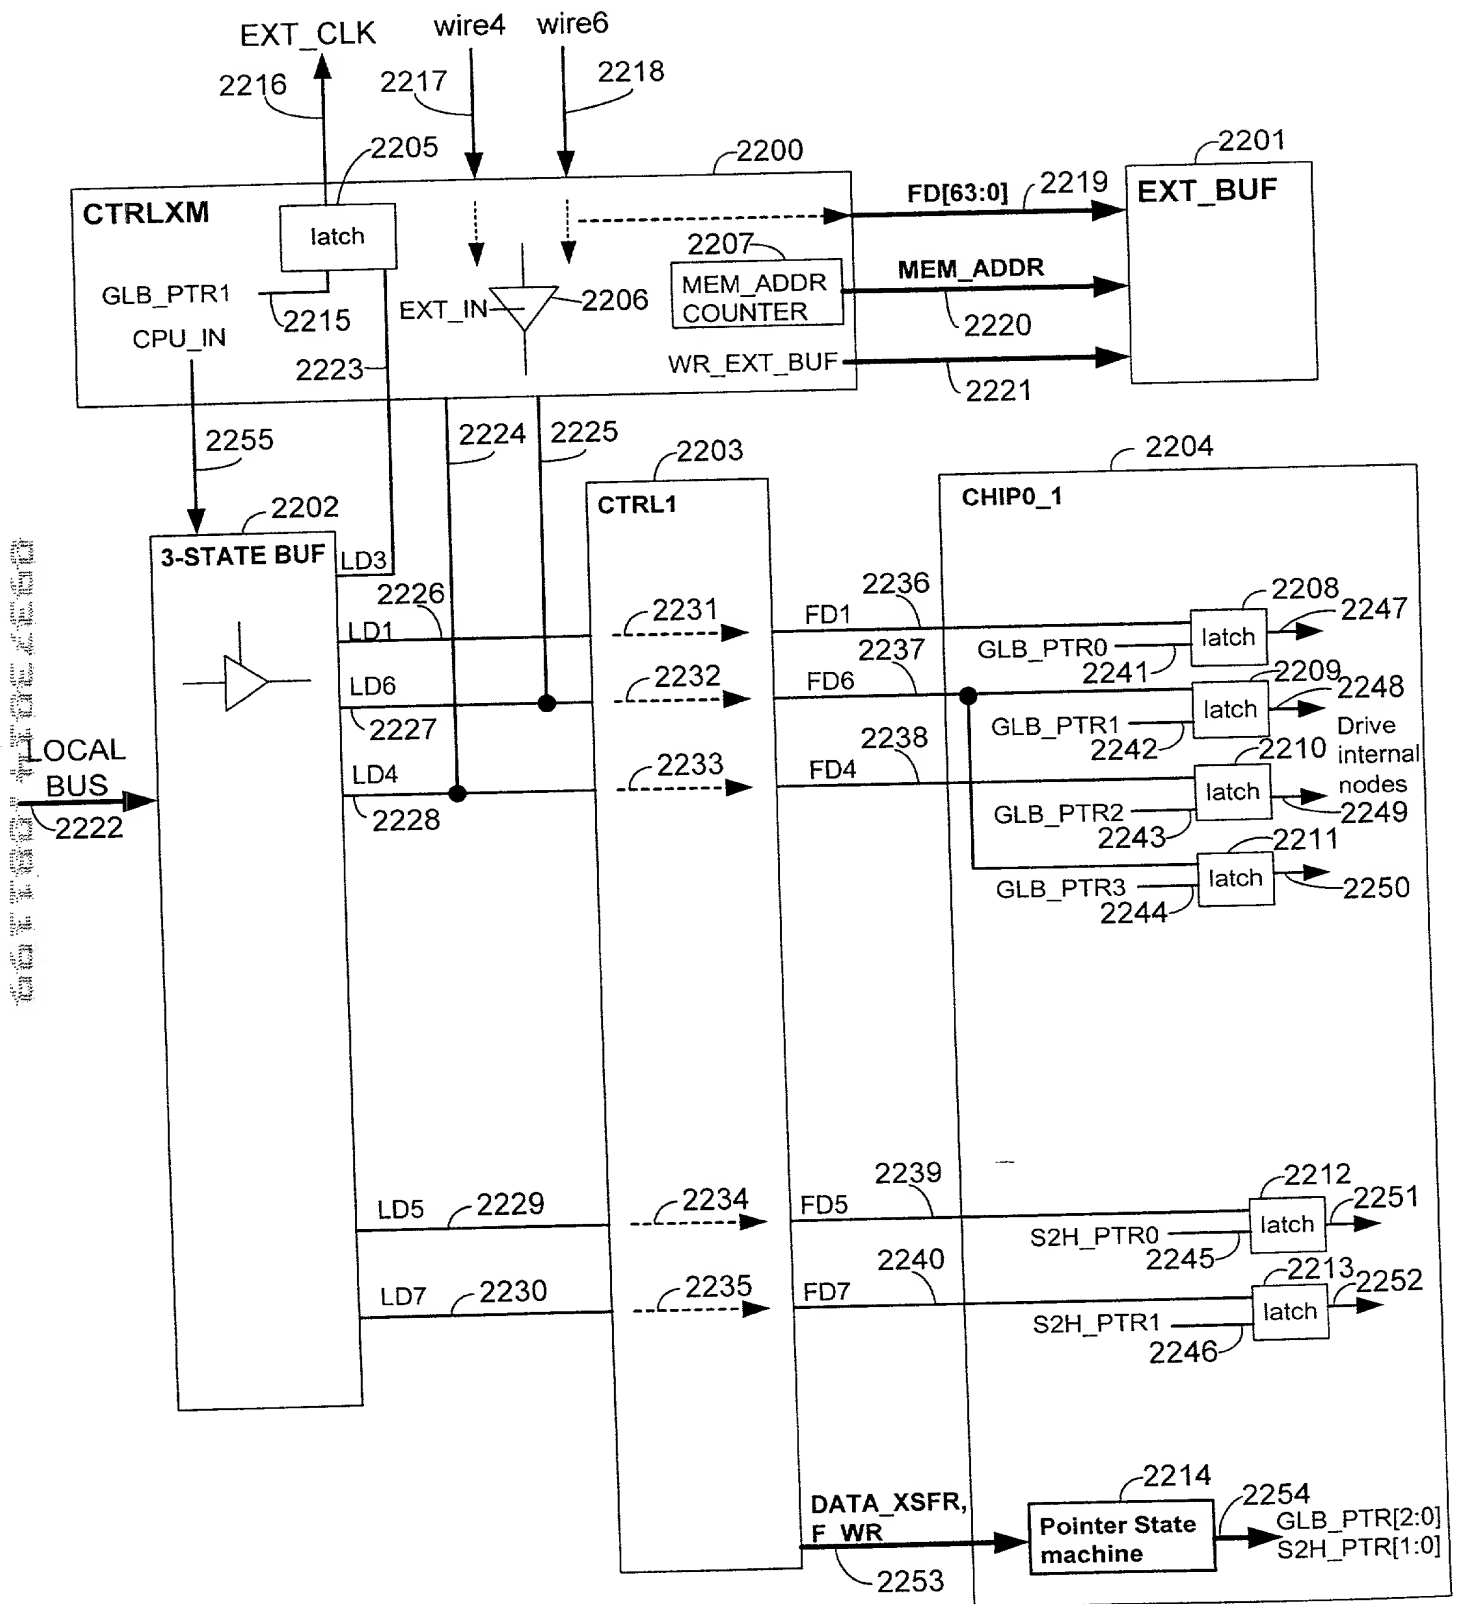 EXT_CLK
wire4
wire6
2216
2217
2218
2205
2200
2201
CTRLXM
latch
FD[63:0]
2219
EXT_BUF
2207
MEM_ADDR
COUNTER
MEM_ADDR
2220
GLB_PTR1
2215
EXT_IN
2206
CPU_IN
2223
WR_EXT_BUF
2221
2255
2224
2225
2203
2204
2202
CTRL1
CHIP0_1
3-STATE BUF
LD3
2226
2231
FD1
2236
2208
2247
LD1
latch
GLB_PTR0
2241
2237
LD6
2232
FD6
2209
2248
2227
latch
GLB_PTR1
2242
Drive
internal
nodes
LOCAL
BUS
2222
LD4
2233
FD4
2238
2210
2228
latch
2249
GLB_PTR2
2243
2211
latch
GLB_PTR3
2244
2250
LD5
2229
2234
FD5
2239
2212
2251
latch
S2H_PTR0
2245
LD7
2230
2235
FD7
2240
2213
2252
latch
S2H_PTR1
2246
DATA_XSFR,
F_WR
2253
2214
Pointer State
machine
2254
GLB_PTR[2:0]
S2H_PTR[1:0]